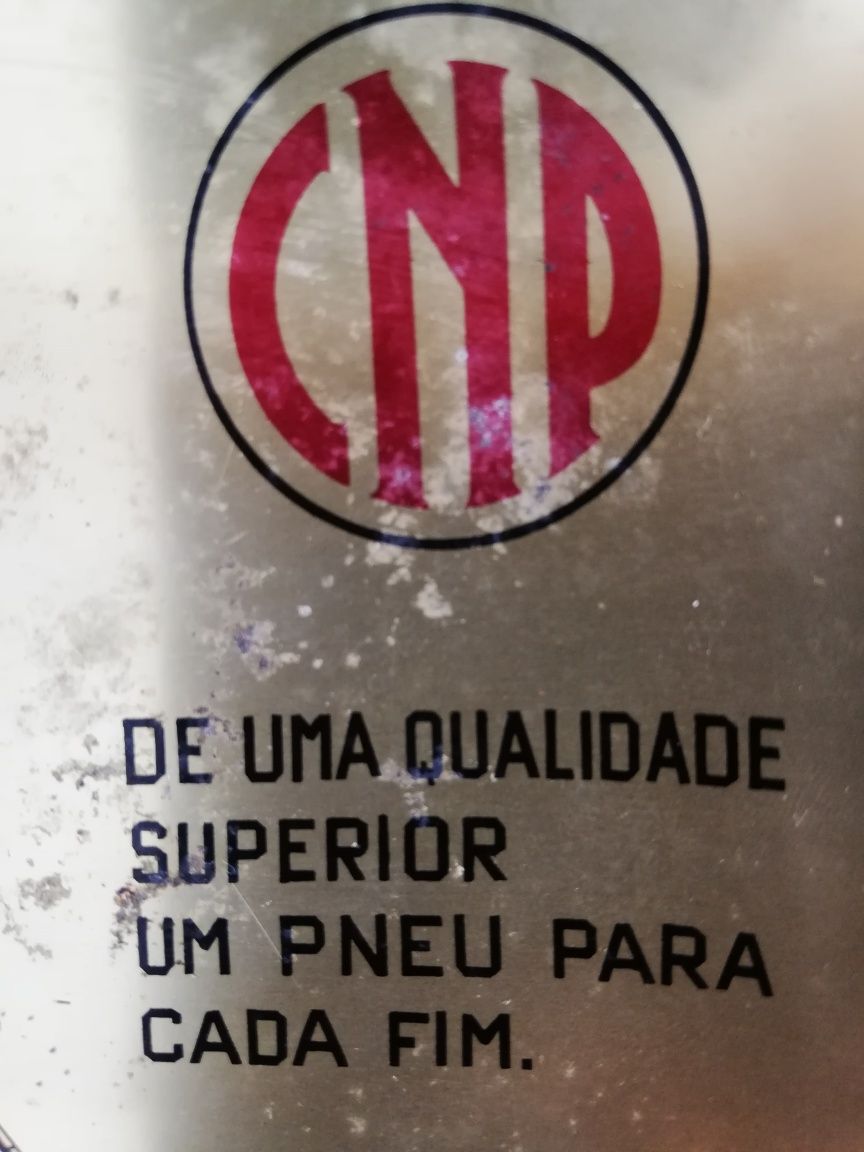 CNP
DE UMA QUALIDADE
SUPERIOR
UM PNEU PARA
CADA FIM.